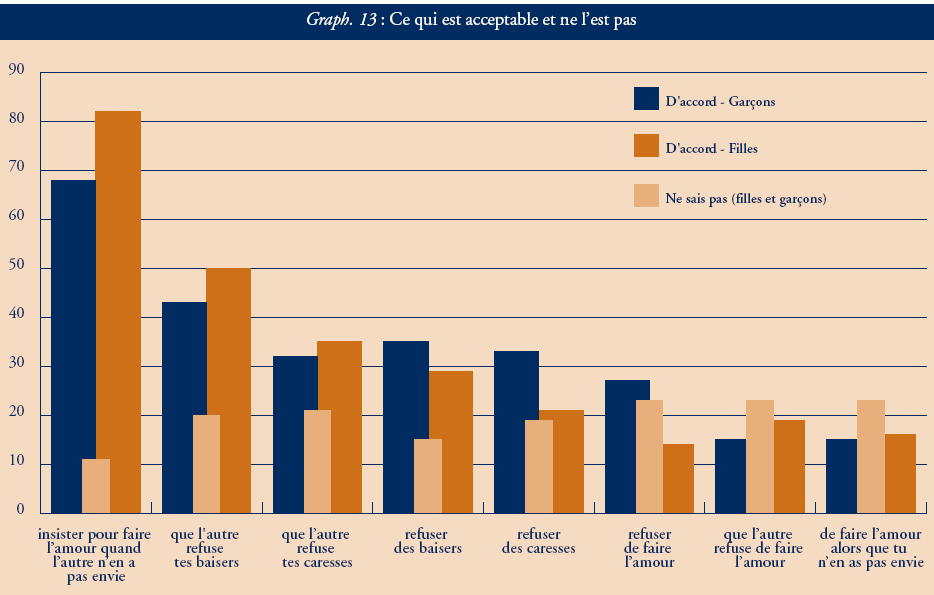 Graph. 13 : Ce qui est acceptable et ne l'est pas
90
80
70
60
50
40
30
20
10
0
D'accord - Garçons
D'accord - Filles
Ne sais pas (filles et garçons)
insister pour faire
l'amour quand
l'autre n'en a
pas envie
que l'autre
refuse
tes baisers
que l'autre
refuse
tes caresses
refuser
des baisers
refuser
des caresses
refuser
de faire
l'amour
que l'autre
refuse de faire
l'amour
de faire l'amour
alors que tu
n'en as pas envie